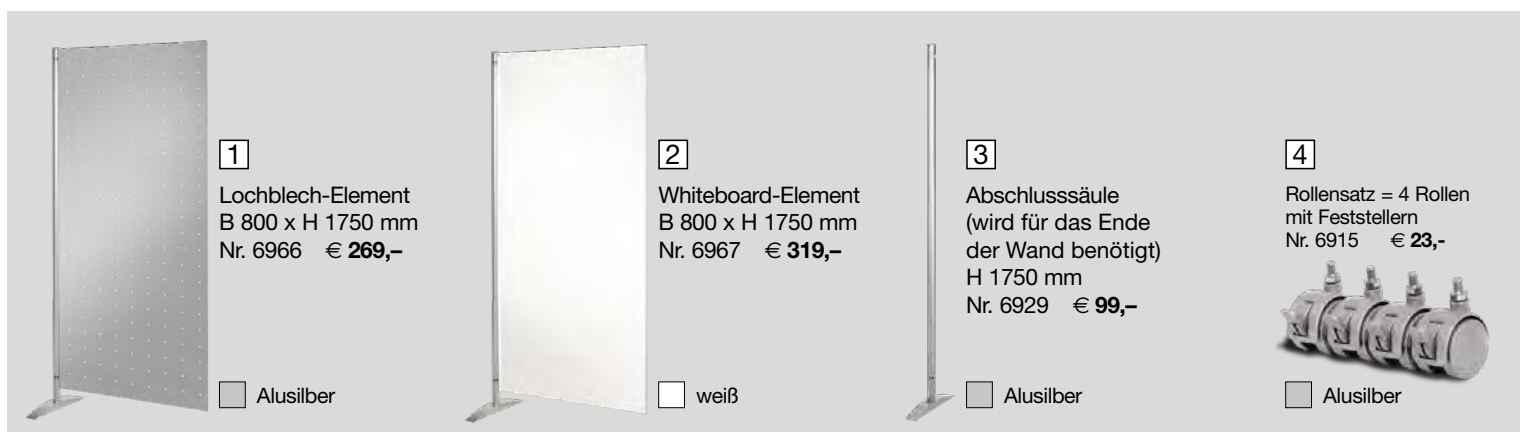 1
Lochblech-Element
B 800 x H 1750 mm
Nr. 6966 € 269,–
Alusilber
2
Whiteboard-Element
B 800 x H 1750 mm
Nr. 6967 € 319,–
weiß
3
Abschlusssäule
(wird für das Ende
der Wand benötigt)
H 1750 mm
Nr. 6929 € 99,–
Alusilber
4
Rollensatz = 4 Rollen
mit Feststellern
Nr. 6915 € 23,-
Alusilber